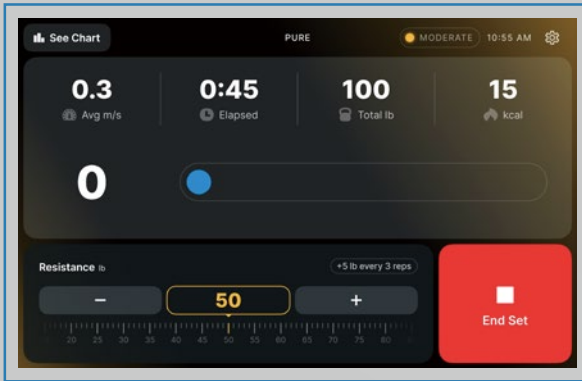 See Chart
PURE
MODERATE
10:55 AM
0.3
Avg m/s
0:45
Elapsed
100
Total lb
15
kcal
0
Resistance lb
+5 lb every 3 reps
− 50 +
20 25 30 35 40 45 50 55 60 65 70 75 80
End Set